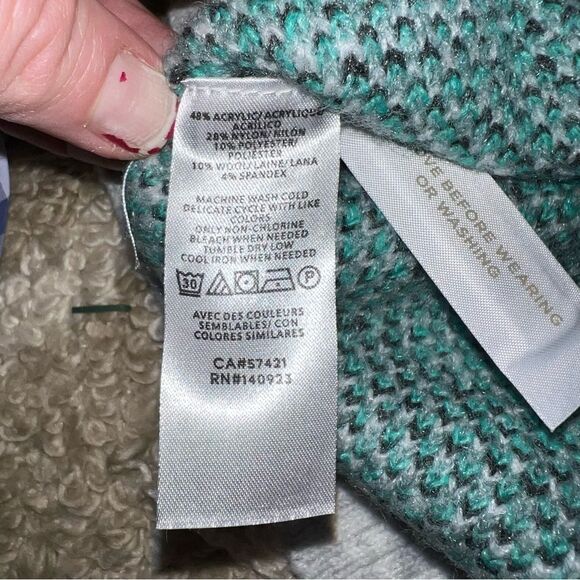 48% ACRYLIC/ACRYLIQUE
ACRILICO
28% NYLON/NILON
10% POLYESTER/
POLIESTER
10% WOOL/LAINE/LANA
4% SPANDEX
MACHINE WASH COLD
DELICATE CYCLE WITH LIKE
COLORS
ONLY NON-CHLORINE
BLEACH WHEN NEEDED
TUMBLE DRY LOW
COOL IRON WHEN NEEDED
30 P
AVEC DES COULEURS
SEMBLABLES/ CON
COLORES SIMILARES
CA#57421
RN#140923
BEFORE WEARING
OR WASHING